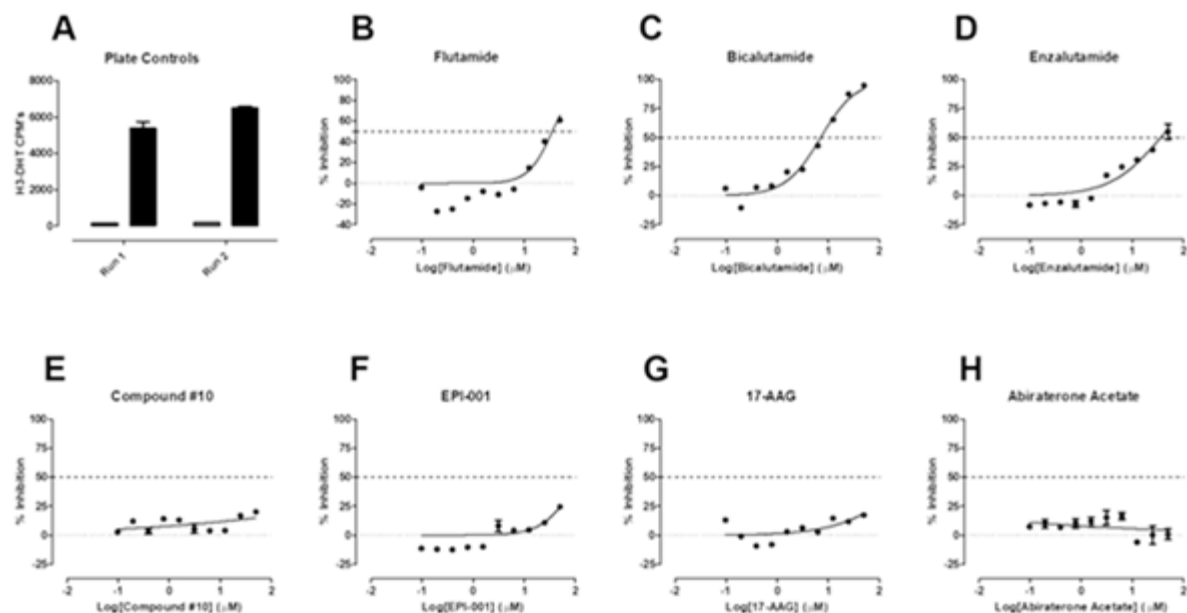 A
Plate Controls
H3-DHT CPM's
8000
6000
4000
2000
0
Run 1
Run 2
B
Flutamide
% Inhibition
100
80
60
40
20
0
-20
-40
-2
-1
0
1
2
Log[Flutamide] (μM)
C
Bicalutamide
% Inhibition
100
75
50
25
0
-25
-2
-1
0
1
2
Log[Bicalutamide] (μM)
D
Enzalutamide
% Inhibition
100
75
50
25
0
-25
-2
-1
0
1
2
Log[Enzalutamide] (μM)
E
Compound #10
% Inhibition
100
75
50
25
0
-25
-2
-1
0
1
2
Log[Compound #10] (μM)
F
EPI-001
% Inhibition
100
75
50
25
0
-25
-2
-1
0
1
2
Log[EPI-001] (μM)
G
17-AAG
% Inhibition
100
75
50
25
0
-25
-2
-1
0
1
2
Log[17-AAG] (μM)
H
Abiraterone Acetate
% Inhibition
100
75
50
25
0
-25
-2
-1
0
1
2
Log[Abiraterone Acetate] (μM)